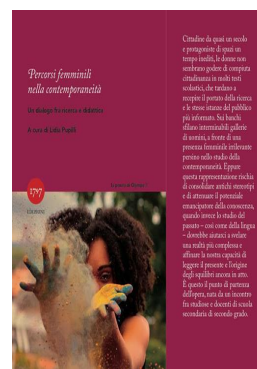 Percorsi femminili
nella contemporaneità
Un dialogo fra ricerca e didattica
A cura di Lidia Pupilli
1797
EDIZIONI
Cittadine da quasi un secolo
e protagoniste di spazi un
tempo inediti, le donne non
sembrano godere di compiuta
cittadinanza in molti testi
scolastici, che tardano a
recepire il portato della ricerca
e le stesse istanze del pubblico
più informato. Sui banchi
sfilano interminabili gallerie
di uomini, a fronte di una
presenza femminile irrilevante
persino nello studio della
contemporaneità. Eppure
questa rappresentazione rischia
di consolidare antichi stereotipi
e di attenuare il potenziale
emancipatore della conoscenza,
quando invece lo studio del
passato – così come della lingua
– dovrebbe aiutarci a svelare
una realtà più complessa e
affinare la nostra capacità di
leggere il presente e l'origine
degli squilibri ancora in atto.
È questo il punto di partenza
dell'opera, nata da un incontro
fra studiose e docenti di scuola
secondaria di secondo grado.